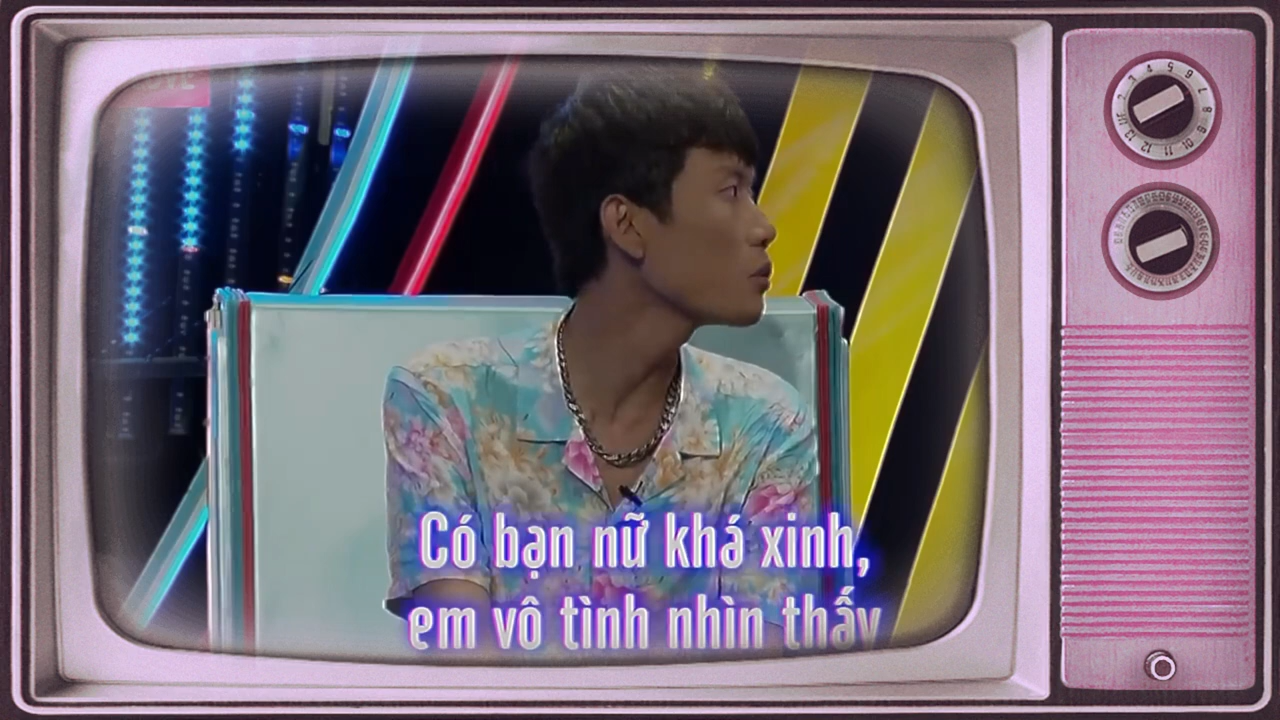 Có bạn nữ khá xinh,
em vô tình nhìn thấy